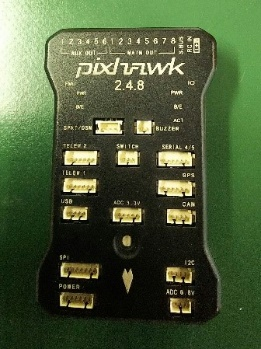 1 2 3 4 5 6 1 2 3 4 5 6 7 8
AUX OUT MAIN OUT
RC IN
pixhawk
2.4.8
PWR PWR
B/E B/E
ACT
SPKT/DSM BUZZER
TELEM 2 SWITCH SERIAL 4/5
TELEM 1 GPS
USB ADC 3.3V CAN
SPI I2C
POWER ADC 6.6V